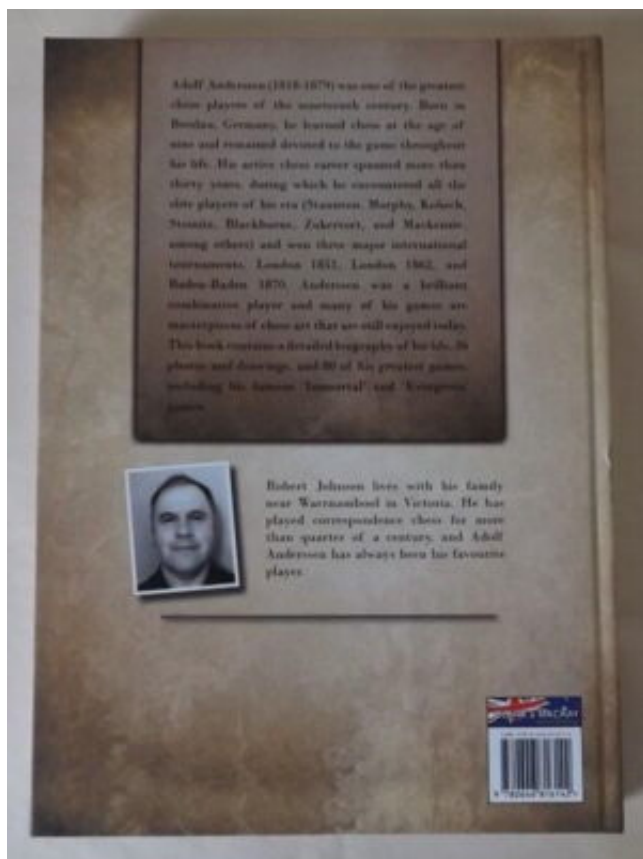 Adolf Anderssen (1818-1879) was one of the greatest
chess players of the nineteenth century. Born in
Breslau, Germany, he learned chess at the age of
nine and remained devoted to the game throughout
his life. His active chess career spanned more than
thirty years, during which he encountered all the
elite players of his era (Staunton, Morphy, Kolisch,
Steinitz, Blackburne, Zukertort, and Mackenzie,
among others) and won three major international
tournaments, London 1851, London 1862, and
Baden-Baden 1870. Anderssen was a brilliant
combinative player and many of his games are
masterpieces of chess art that are still enjoyed today.
This book contains a detailed biography of his life,
photos and drawings, and 80 of his greatest games,
including his famous 'Immortal' and 'Evergreen'
games.
Robert Johnson lives with his family
near Warrnambool in Victoria. He has
played correspondence chess for more
than quarter of a century, and Adolf
Anderssen has always been his favourite
player.